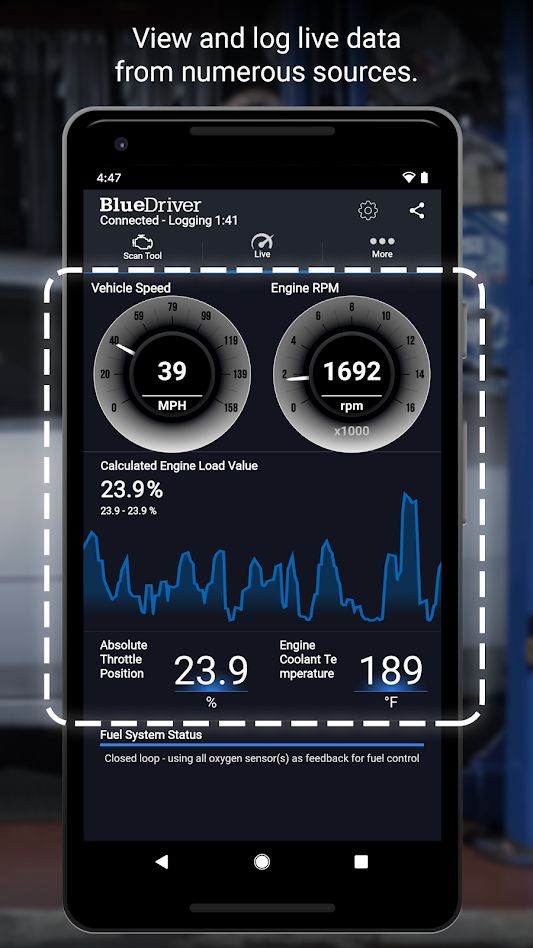 View and log live data
from numerous sources.
4:47
BlueDriver
Connected - Logging 1:41
Scan Tool
Live
More
Vehicle Speed
Engine RPM
0
20
40
59
79
99
119
139
158
39
MPH
0
2
4
6
8
10
12
14
16
1692
rpm
x1000
Calculated Engine Load Value
23.9%
23.9 - 23.9 %
Absolute
Throttle
Position
23.9
%
Engine
Coolant Te
mperature
189
°F
Fuel System Status
Closed loop - using all oxygen sensor(s) as feedback for fuel control